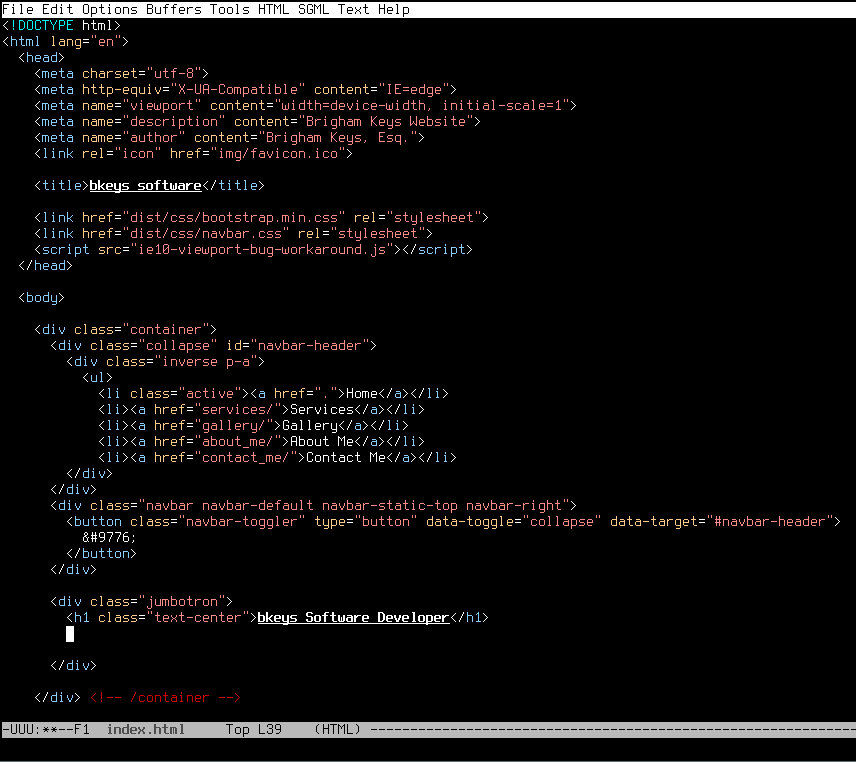 File Edit Options Buffers Tools HTML SGML Text Help
<!DOCTYPE html>
<html lang="en">
  <head>
    <meta charset="utf-8">
    <meta http-equiv="X-UA-Compatible" content="IE=edge">
    <meta name="viewport" content="width=device-width, initial-scale=1">
    <meta name="description" content="Brigham Keys Website">
    <meta name="author" content="Brigham Keys, Esq.">
    <link rel="icon" href="img/favicon.ico">
    <title>bkeys software</title>
    <link href="dist/css/bootstrap.min.css" rel="stylesheet">
    <link href="dist/css/navbar.css" rel="stylesheet">
    <script src="ie10-viewport-bug-workaround.js"></script>
  </head>
  <body>
    <div class="container">
      <div class="collapse" id="navbar-header">
        <div class="inverse p-a">
          <ul>
            <li class="active"><a href=".">Home</a></li>
            <li><a href="services/">Services</a></li>
            <li><a href="gallery/">Gallery</a></li>
            <li><a href="about_me/">About Me</a></li>
            <li><a href="contact_me/">Contact Me</a></li>
        </div>
      </div>
      <div class="navbar navbar-default navbar-static-top navbar-right">
        <button class="navbar-toggler" type="button" data-toggle="collapse" data-target="#navbar-header">
          &#9776;
        </button>
      </div>
      <div class="jumbotron">
        <h1 class="text-center">bkeys Software Developer</h1>
      </div>
    </div> <!-- /container -->
-UUU:**--F1  index.html     Top L39    (HTML) -------------------------------------------------------------